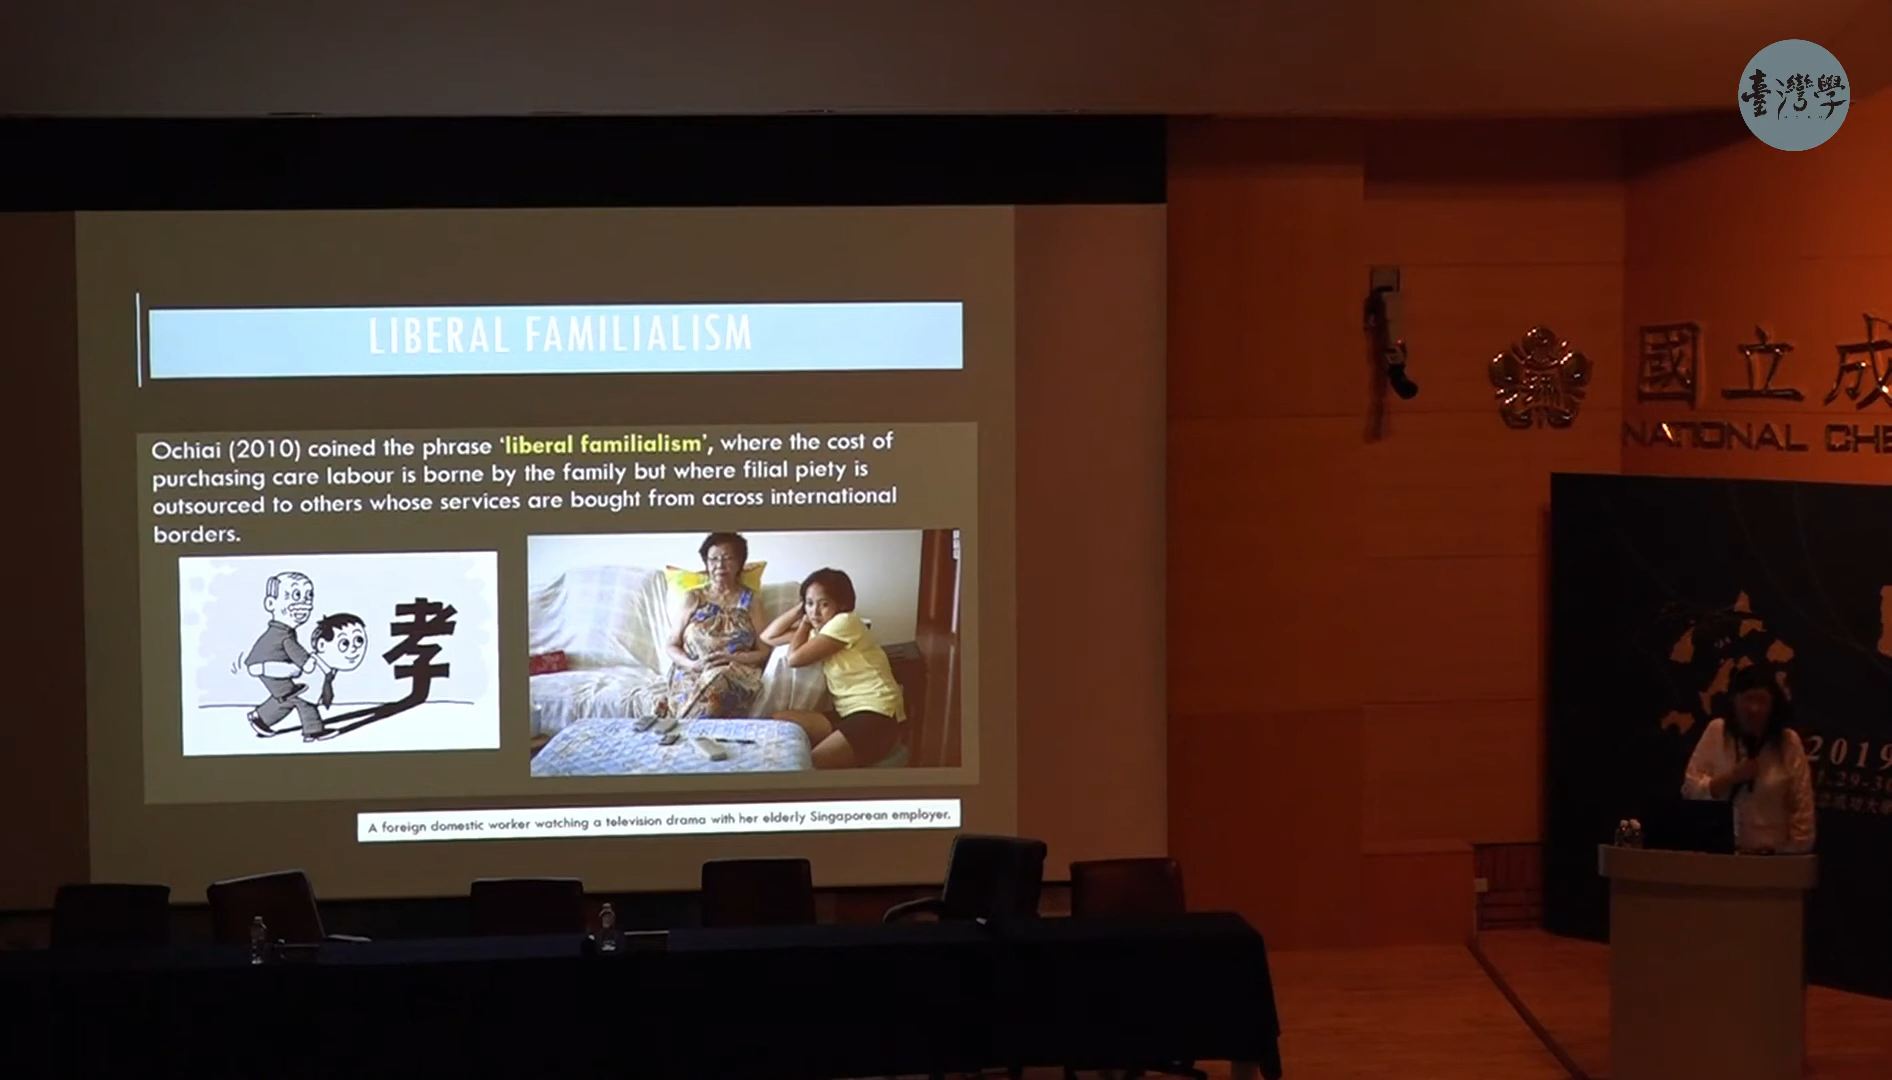 臺灣學
LIBERAL FAMILIALISM
Ochiai (2010) coined the phrase ‘liberal familialism’, where the cost of
purchasing care labour is borne by the family but where filial piety is
outsourced to others whose services are bought from across international
borders.
孝
A foreign domestic worker watching a television drama with her elderly Singaporean employer.
國立成
NATIONAL CHE
2019